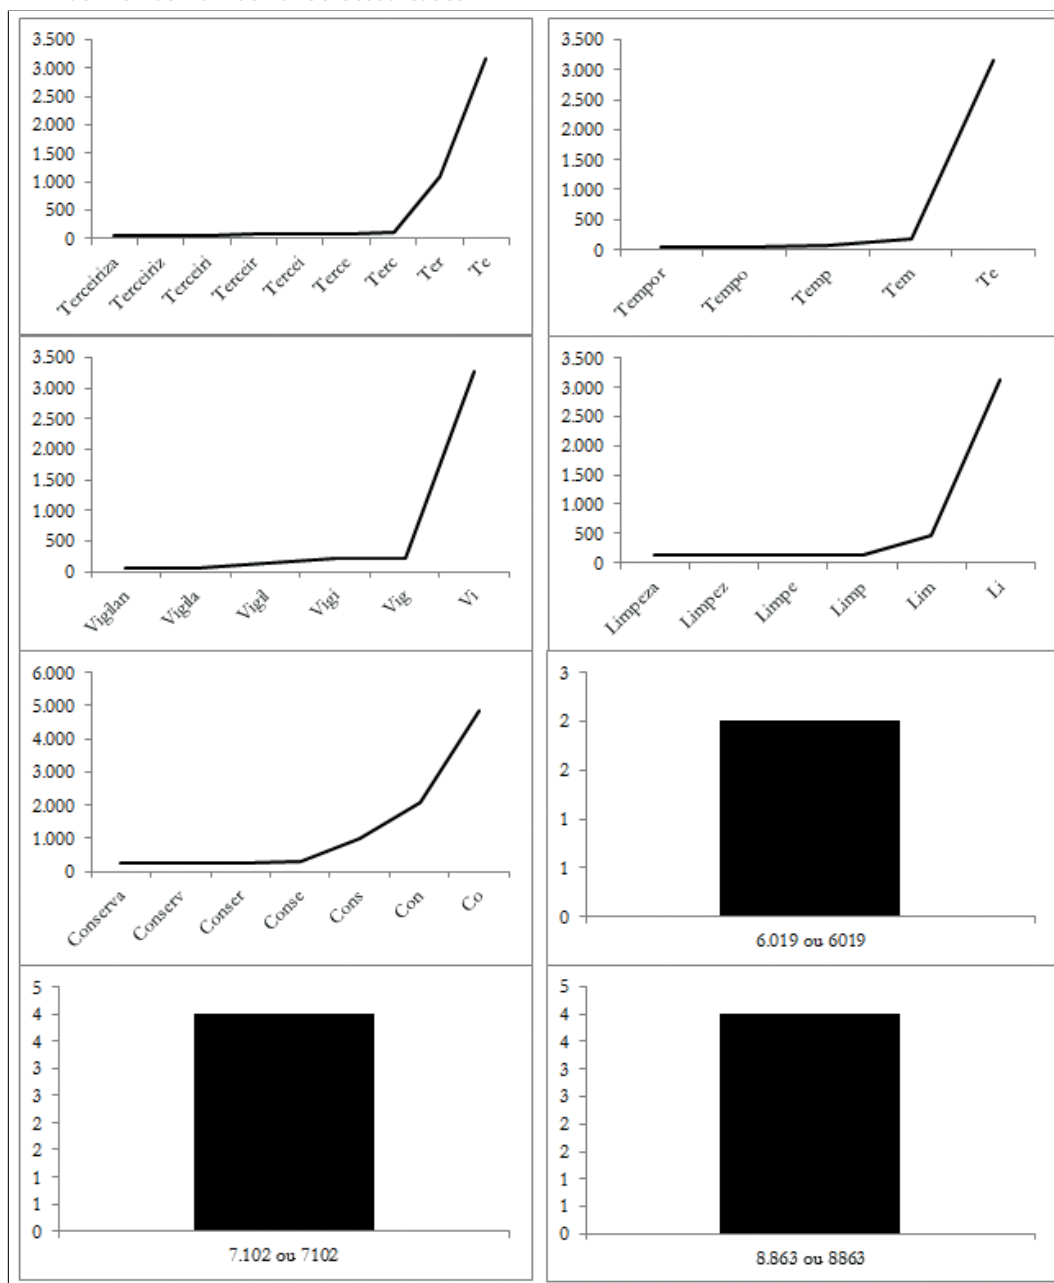 3.500
3.000
2.500
2.000
1.500
1.000
500
0
Terceiriza
Terceiriz
Terceiri
Terceir
Tercei
Terce
Terc
Ter
Te
3.500
3.000
2.500
2.000
1.500
1.000
500
0
Tempor
Tempo
Temp
Tem
Te
3.500
3.000
2.500
2.000
1.500
1.000
500
0
Vigilan
Vigila
Vigil
Vigi
Vig
Vi
3.500
3.000
2.500
2.000
1.500
1.000
500
0
Limpeza
Limpez
Limpe
Limp
Lim
Li
6.000
5.000
4.000
3.000
2.000
1.000
0
Conserva
Conserv
Conser
Conse
Cons
Con
Co
3
2
2
1
1
0
6.019 ou 6019
5
4
4
3
3
2
2
1
1
0
7.102 ou 7102
5
4
4
3
3
2
2
1
1
0
8.863 ou 8863